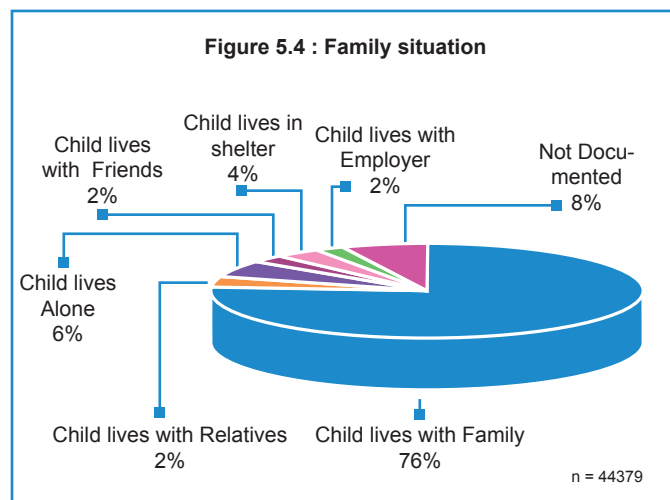 Figure 5.4 : Family situation
Child lives in
shelter
4%
Child lives with
Employer
2%
Child lives
with Friends
2%
Not Docu-
mented
8%
Child lives
Alone
6%
Child lives with Relatives
2%
Child lives with Family
76%
n = 44379